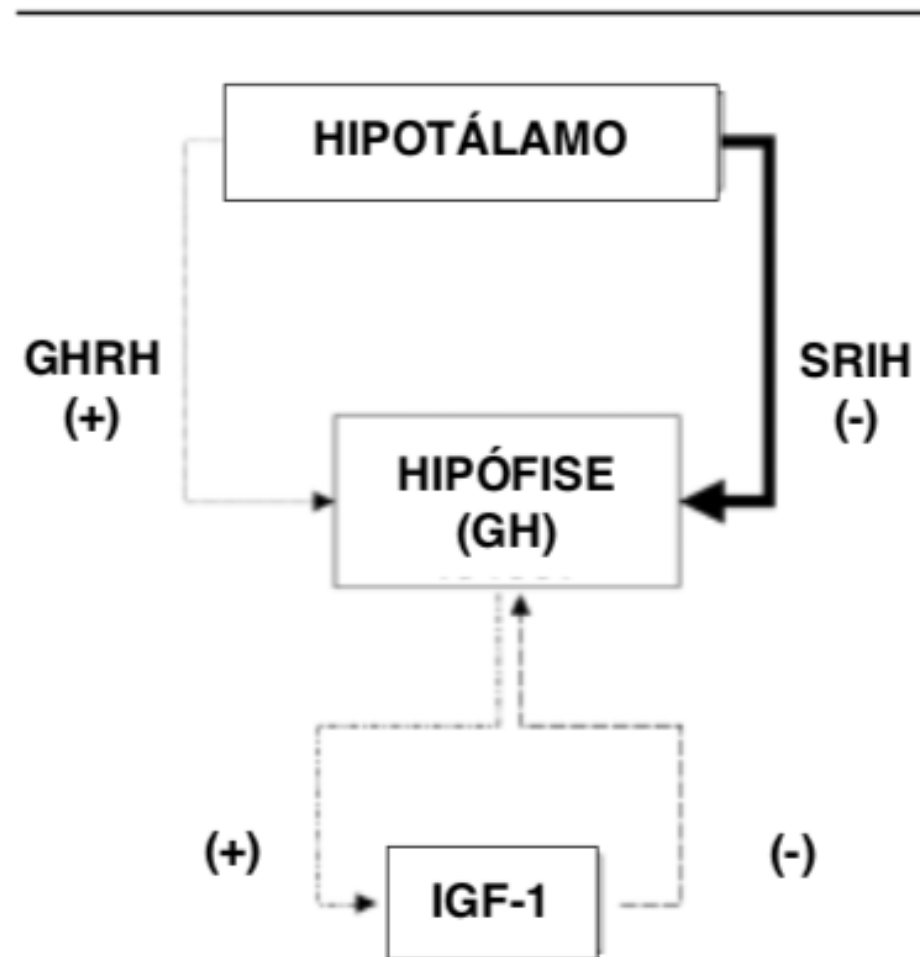 HIPOTÁLAMO
GHRH
(+)
SRIH
(-)
HIPÓFISE
(GH)
(+)
(-)
IGF-1